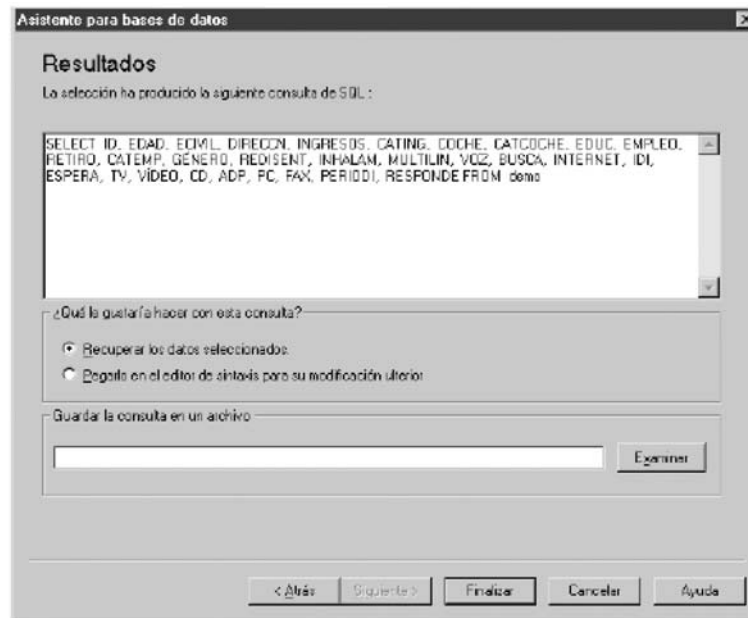 Asistente para bases de datos
Resultados
La selección ha producido la siguiente consulta de SQL :
SELECT ID, EDAD, ECIVIL, DIRECCN, INGRESOS, CATING, COCHE, CATCOCHE, EDUC, EMPLEO,
RETIRO, CATEMP, GÉNERO, REDISENT, INHALAM, MULTILIN, VOZ, BUSCA, INTERNET, IDI,
ESPERA, TV, VÍDEO, CD, ADP, PC, FAX, PERIODI, RESPONDE FROM demo
¿Qué le gustaría hacer con esta consulta?
Recuperar los datos seleccionados.
Pegarla en el editor de sintaxis para su modificación ulterior
Guardar la consulta en un archivo
Examinar
< Atrás Siguiente > Finalizar Cancelar Ayuda